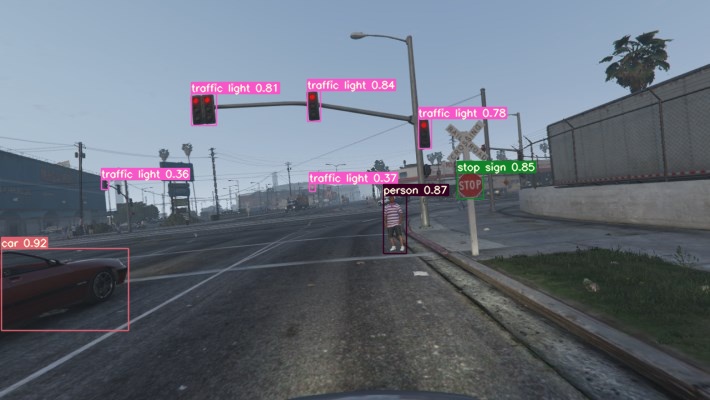 traffic light 0.81
traffic light 0.84
traffic light 0.78
stop sign 0.85
traffic light 0.36
traffic light 0.37
person 0.87
STOP
car 0.92